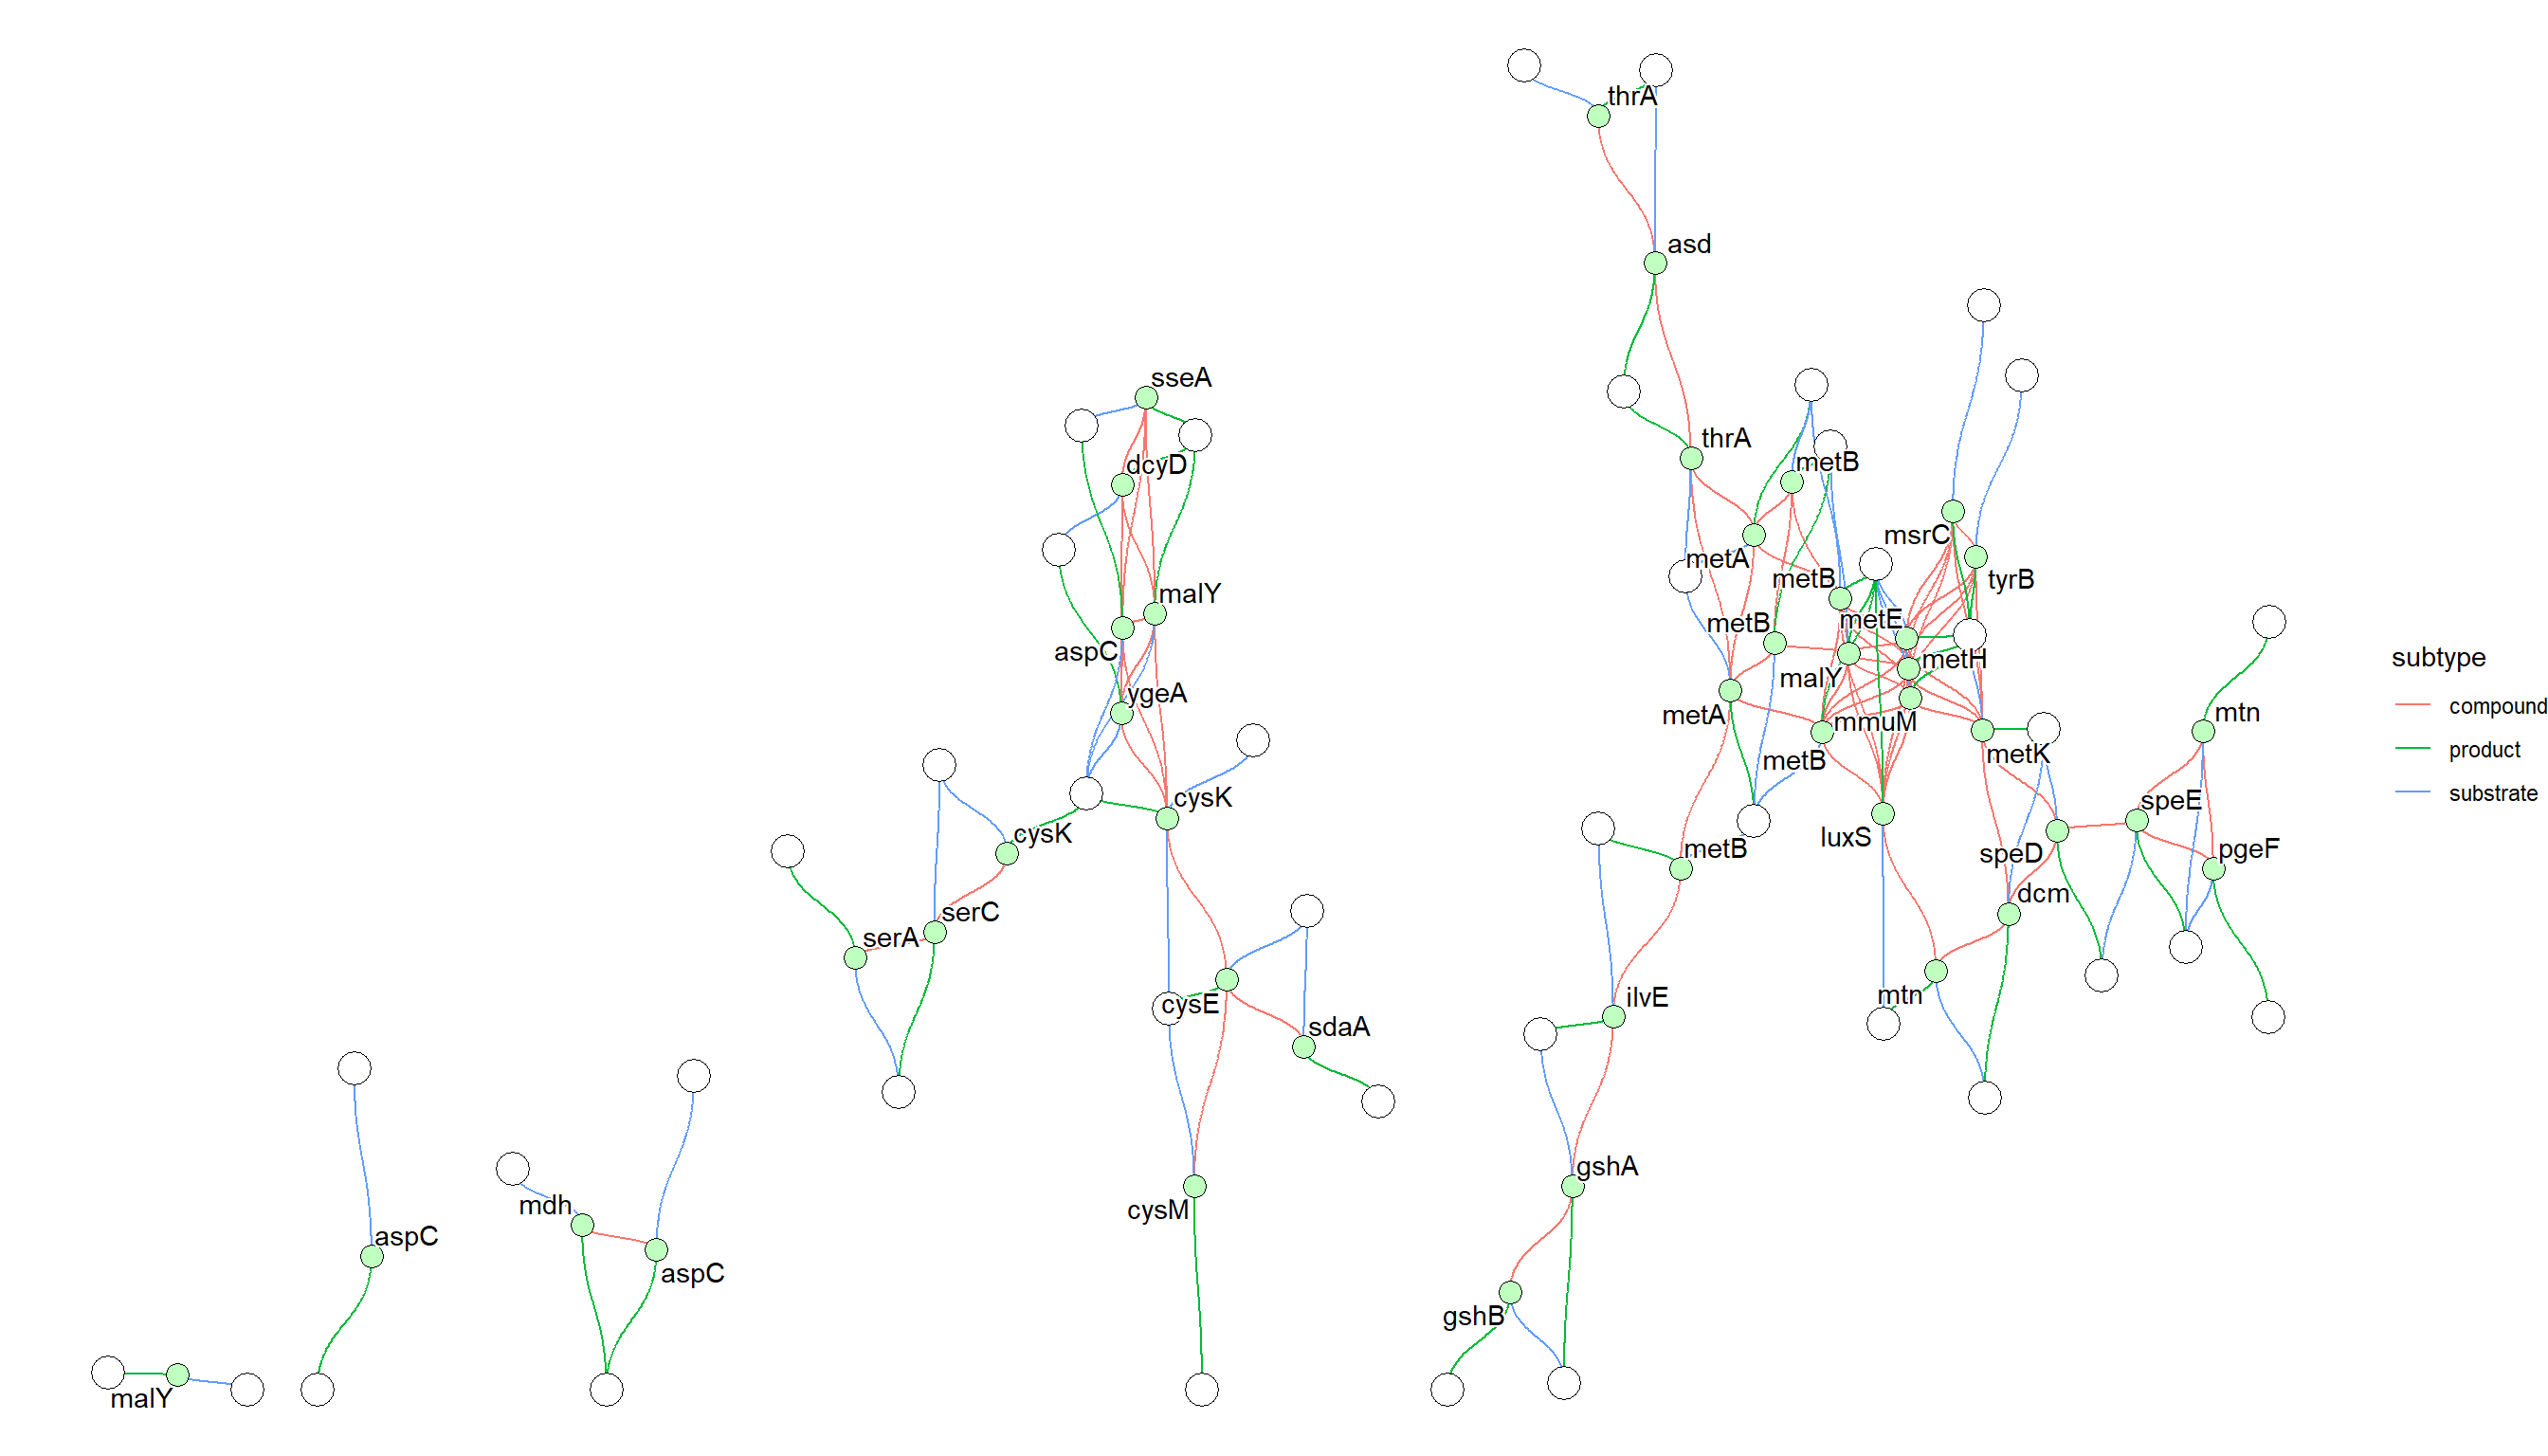 thrA
asd
sseA
thrA
dcyD
metB
msrC
metA
metB
tyrB
malY
metE
metB
aspC
metH
subtype
malY
ygeA
compound
metA
mmuM
mtn
product
metK
metB
substrate
cysK
speE
cysK
luxS
metB
speD
pgeF
dcm
serC
serA
mtn
ilvE
cysE
sdaA
gshA
mdh
cysM
aspC
aspC
gshB
malY